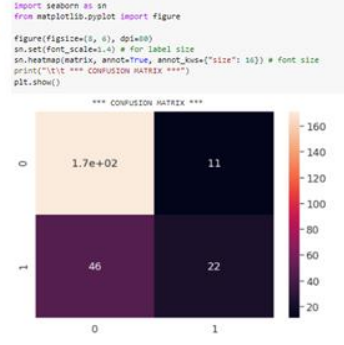 import seaborn as sn
from matplotlib.pyplot import figure
figure(figsize=(8, 6), dpi=80)
sn.set(font_scale=1.4) # for label size
sn.heatmap(matrix, annot=True, annot_kws={"size": 16}) # font size
print("\t\t *** CONFUSION MATRIX ***")
plt.show()
*** CONFUSION MATRIX ***
160
0 1.7e+02 11
140
120
100
80
1 46 22
60
40
20
0 1